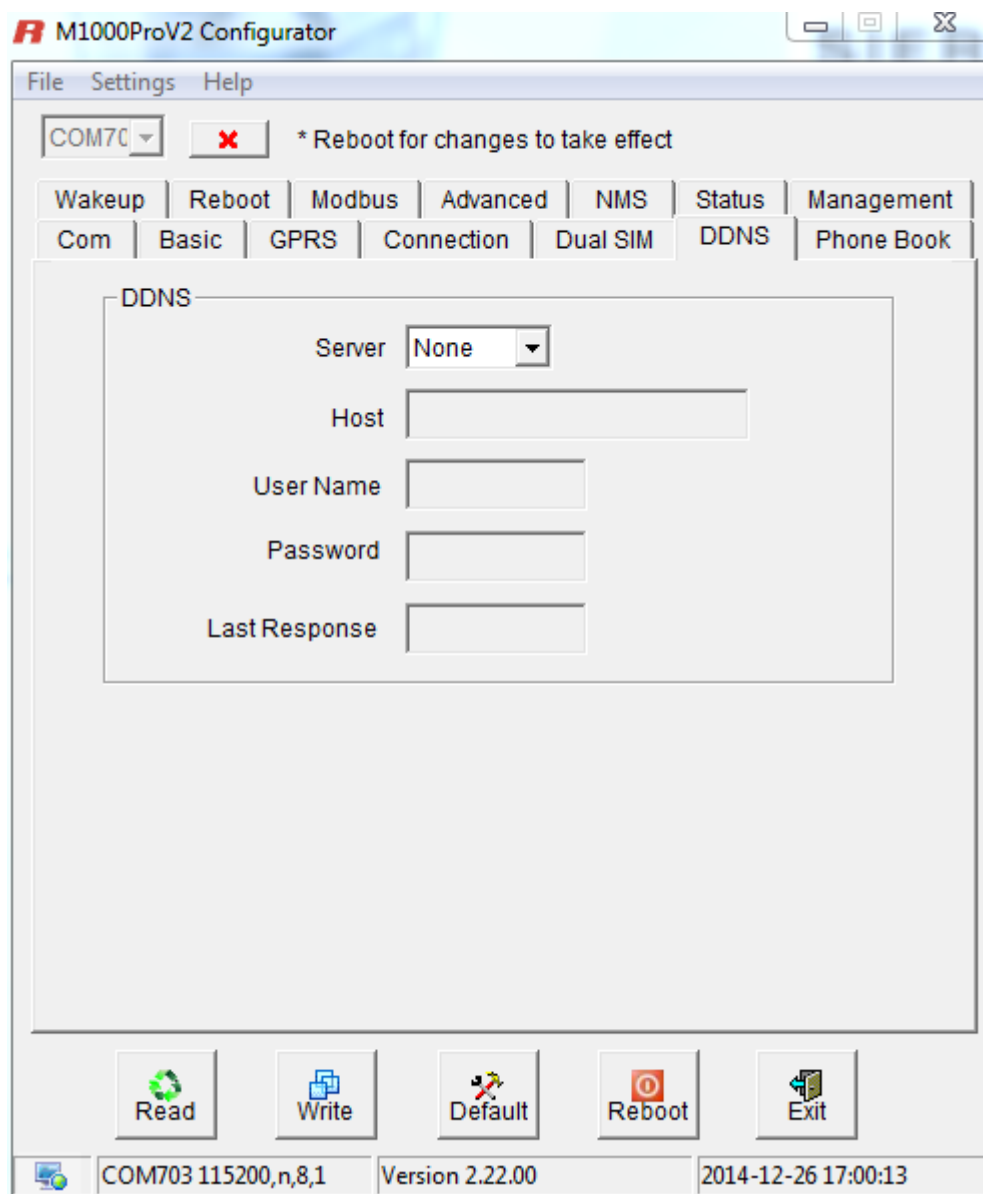 M1000ProV2 Configurator
File Settings Help
* Reboot for changes to take effect
Wakeup Reboot Modbus Advanced NMS Status Management
Com Basic GPRS Connection Dual SIM DDNS Phone Book
DDNS
Server None
Host
User Name
Password
Last Response
Read Write Default Reboot Exit
COM703 115200,n,8,1 Version 2.22.00 2014-12-26 17:00:13